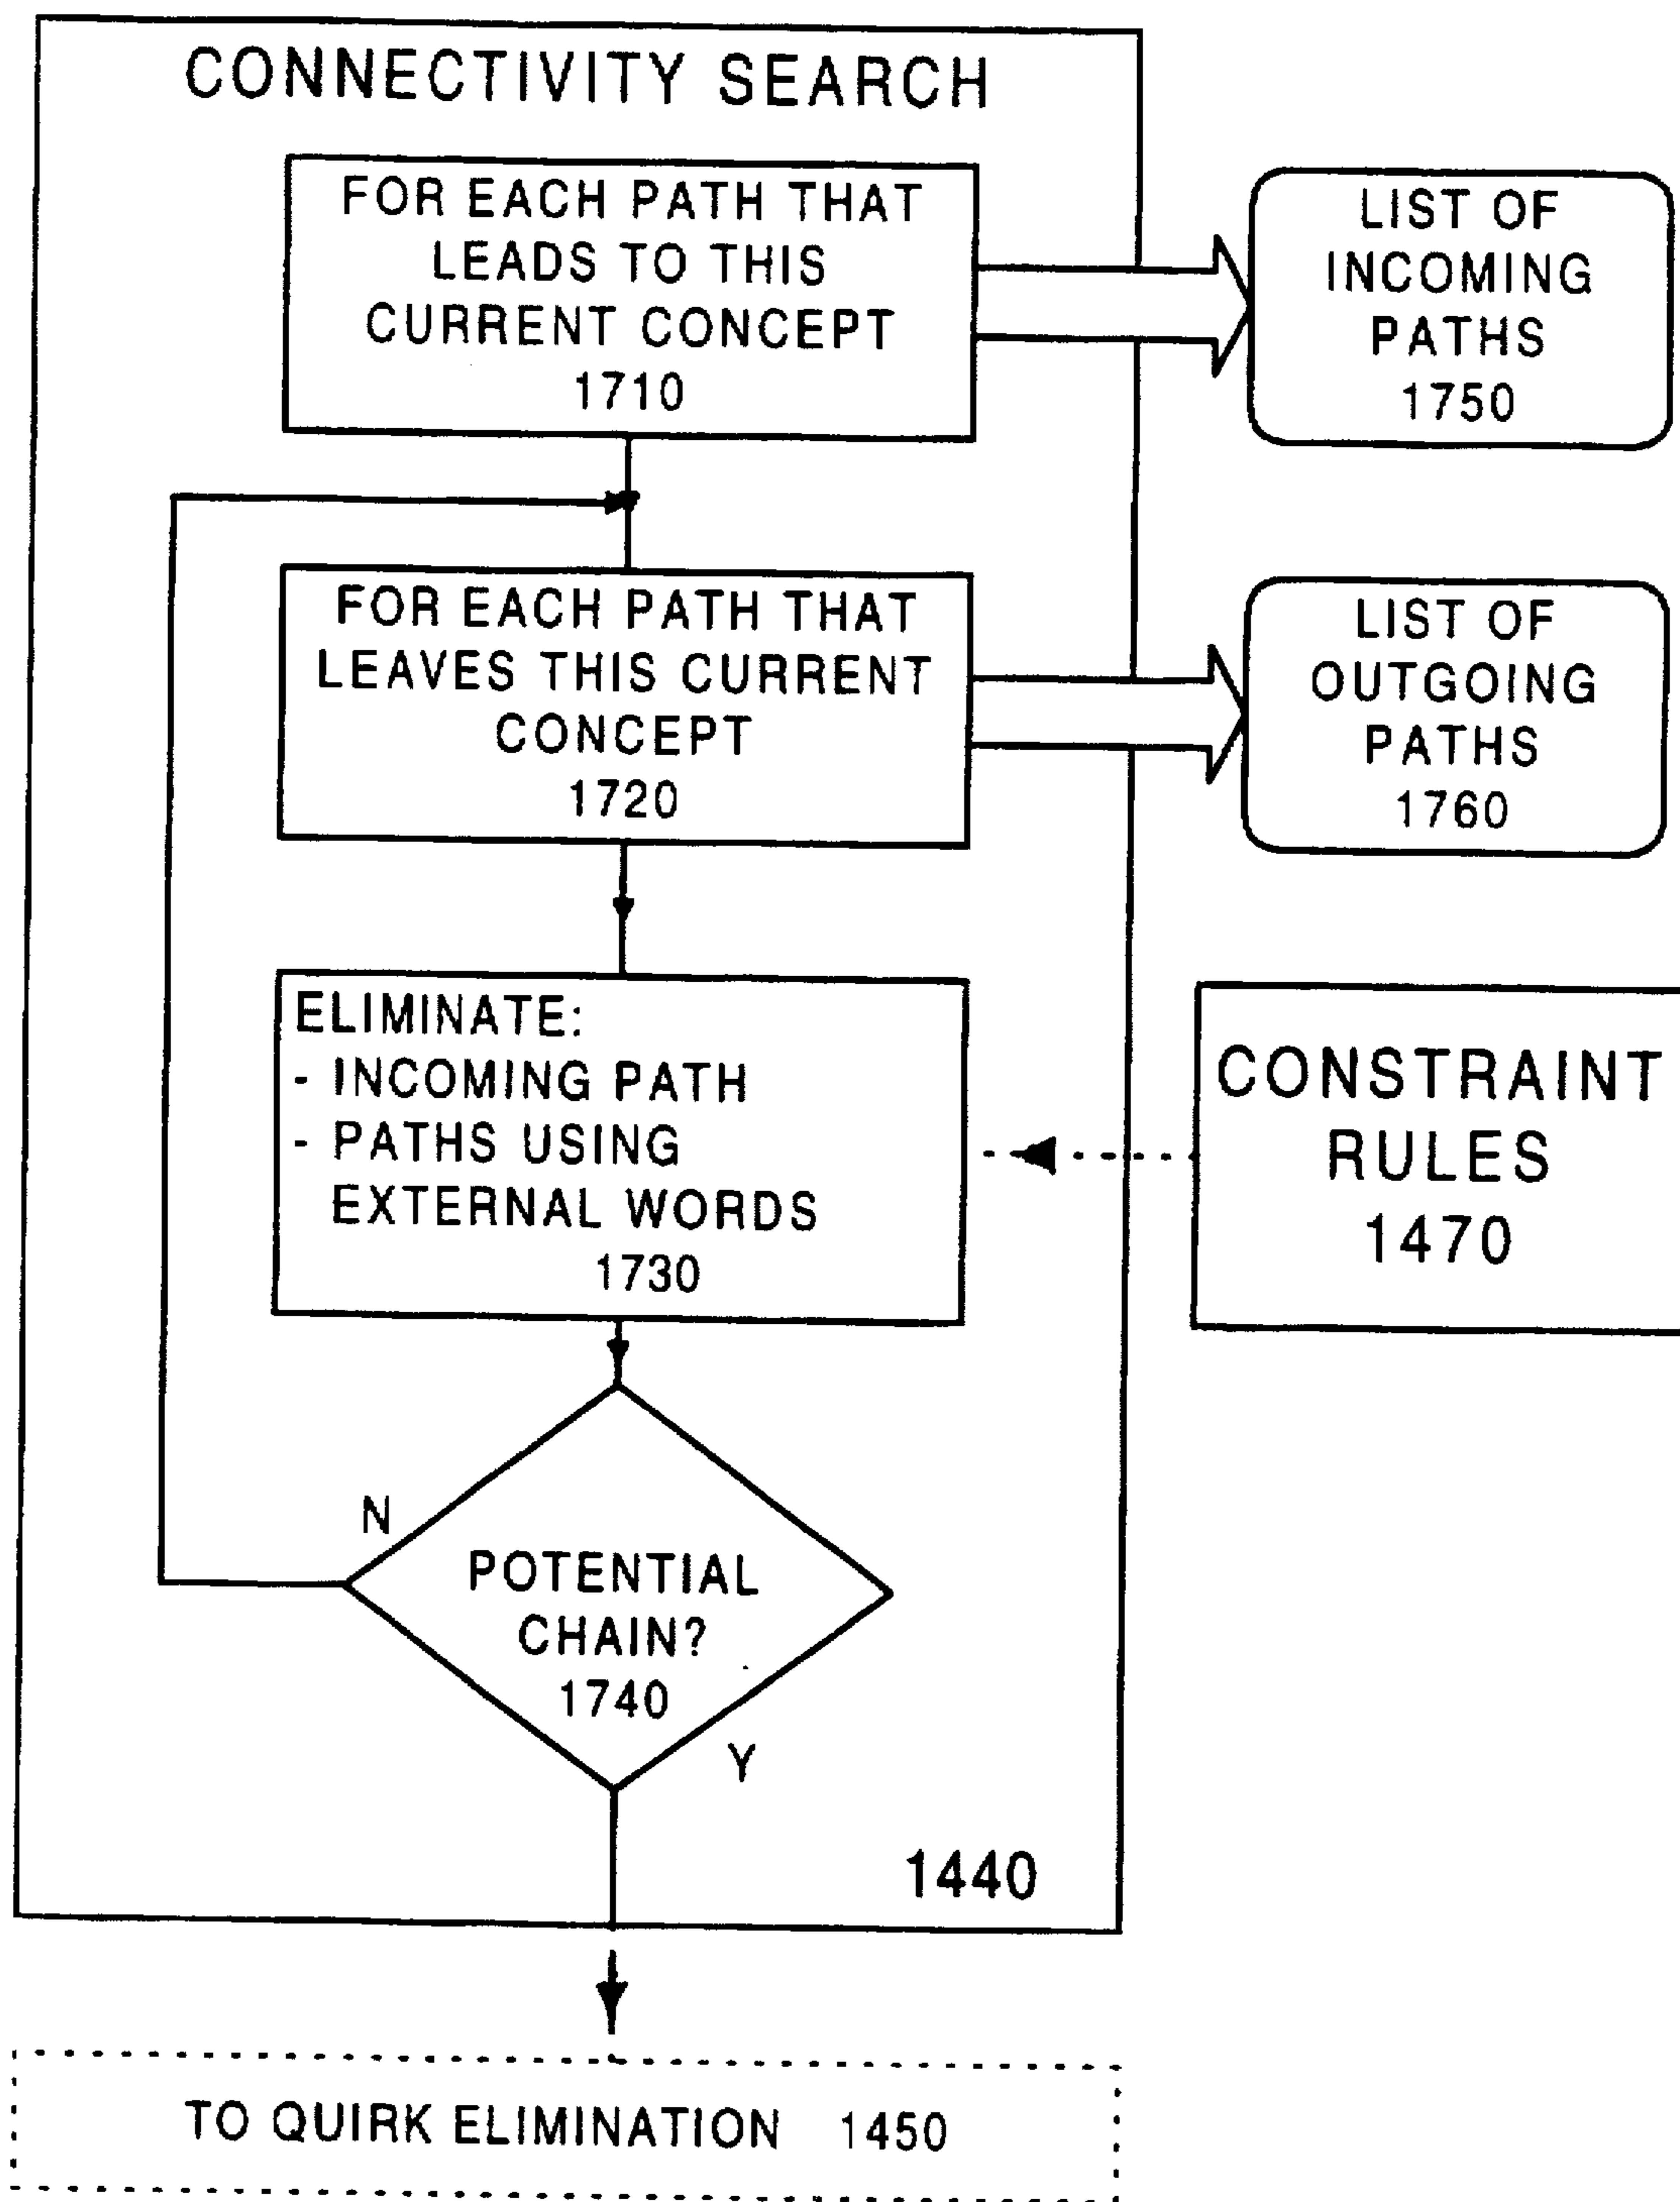 CONNECTIVITY SEARCH
FOR EACH PATH THAT
LEADS TO THIS
CURRENT CONCEPT
1710
LIST OF
INCOMING
PATHS
1750
FOR EACH PATH THAT
LEAVES THIS CURRENT
CONCEPT
1720
LIST OF
OUTGOING
PATHS
1760
ELIMINATE:
- INCOMING PATH
- PATHS USING
EXTERNAL WORDS
1730
CONSTRAINT
RULES
1470
N
POTENTIAL
CHAIN?
1740
Y
1440
TO QUIRK ELIMINATION 1450